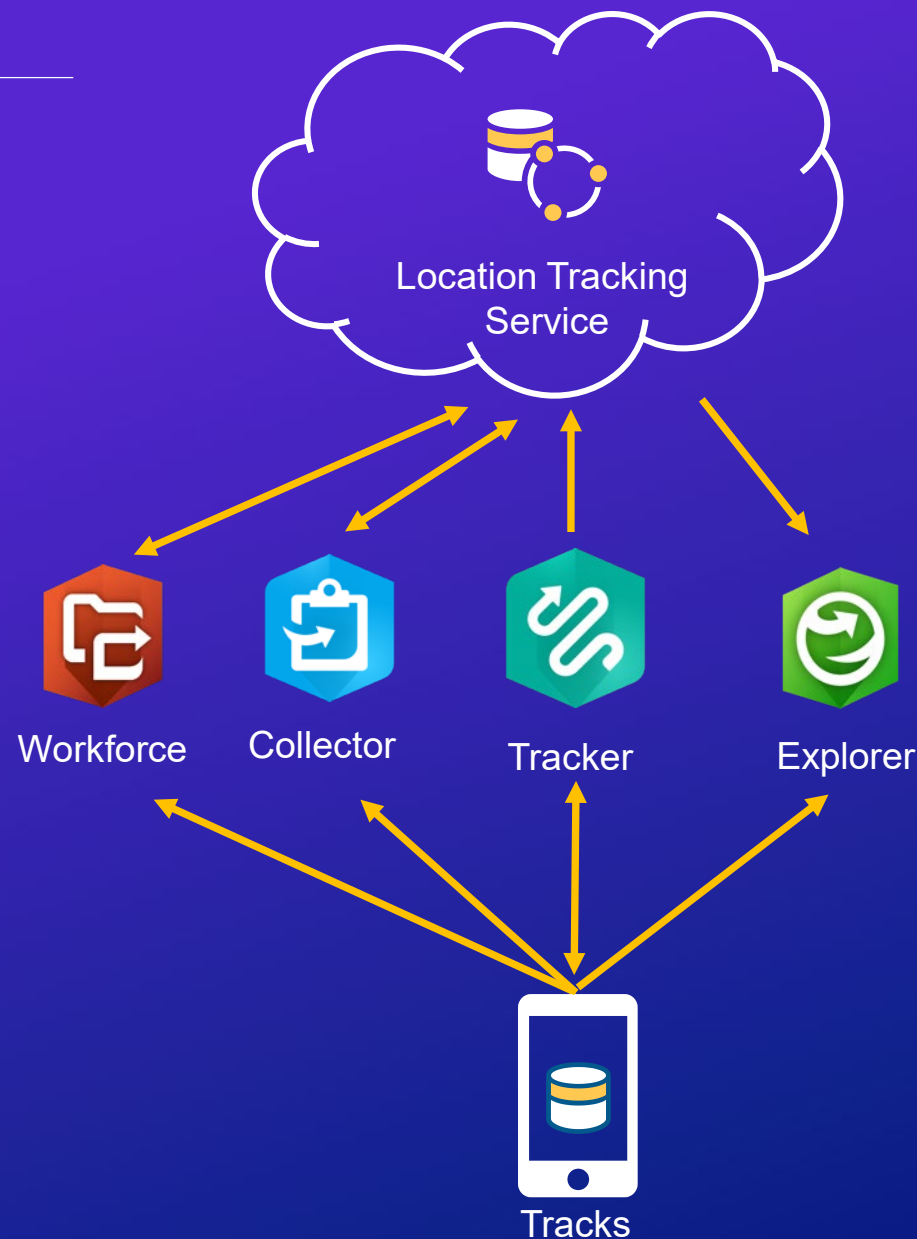 Location Tracking
Service
Workforce
Collector
Tracker
Explorer
Tracks